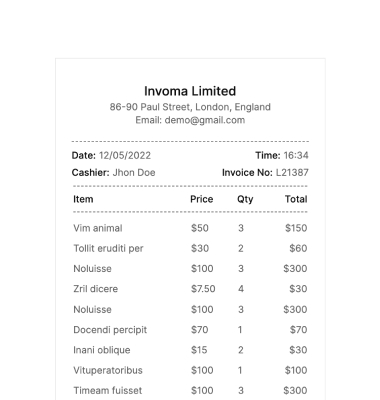 Invoma Limited
86-90 Paul Street, London, England
Email: demo@gmail.com
Date: 12/05/2022 Time: 16:34
Cashier: Jhon Doe Invoice No: L21387
Item Price Qty Total
Vim animal $50 3 $150
Tollit eruditi per $30 2 $60
Noluisse $100 3 $300
Zril dicere $7.50 4 $30
Noluisse $100 3 $300
Docendi percipit $70 1 $70
Inani oblique $15 2 $30
Vituperatoribus $100 1 $100
Timeam fuisset $100 3 $300